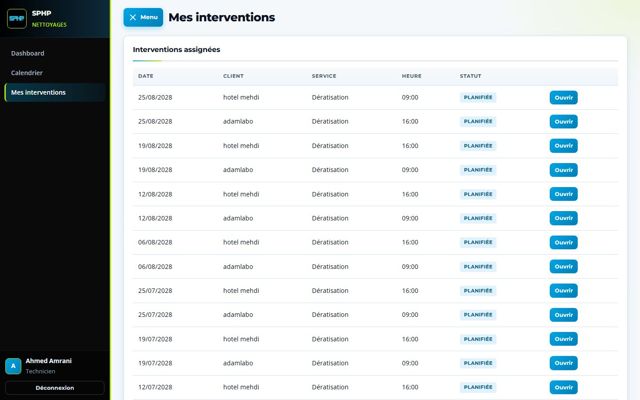 SPHP
SPHP
NETTOYAGES
Dashboard
Calendrier
Mes interventions
Ahmed Amrani
A
Technicien
Déconnexion
Menu
Mes interventions
Interventions assignées
DATE CLIENT SERVICE HEURE STATUT
25/08/2028 hotel mehdi Dératisation 09:00 PLANIFIÉE Ouvrir
25/08/2028 adamlabo Dératisation 16:00 PLANIFIÉE Ouvrir
19/08/2028 hotel mehdi Dératisation 16:00 PLANIFIÉE Ouvrir
19/08/2028 adamlabo Dératisation 09:00 PLANIFIÉE Ouvrir
12/08/2028 hotel mehdi Dératisation 16:00 PLANIFIÉE Ouvrir
12/08/2028 adamlabo Dératisation 09:00 PLANIFIÉE Ouvrir
06/08/2028 hotel mehdi Dératisation 16:00 PLANIFIÉE Ouvrir
06/08/2028 adamlabo Dératisation 09:00 PLANIFIÉE Ouvrir
25/07/2028 hotel mehdi Dératisation 16:00 PLANIFIÉE Ouvrir
25/07/2028 adamlabo Dératisation 09:00 PLANIFIÉE Ouvrir
19/07/2028 hotel mehdi Dératisation 16:00 PLANIFIÉE Ouvrir
19/07/2028 adamlabo Dératisation 09:00 PLANIFIÉE Ouvrir
12/07/2028 hotel mehdi Dératisation 16:00 PLANIFIÉE Ouvrir